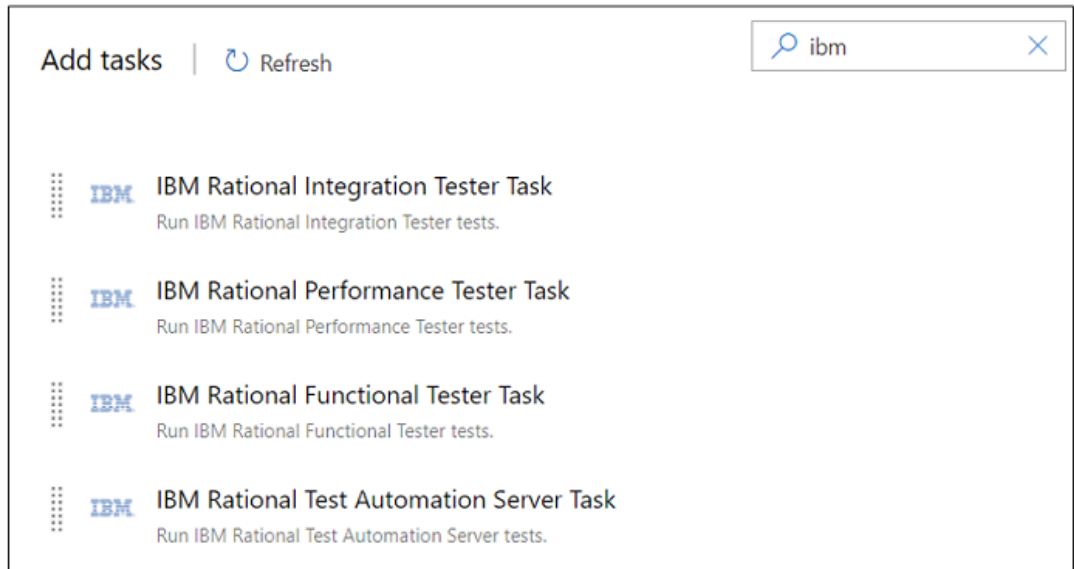 Add tasks | Refresh
ibm
IBM Rational Integration Tester Task
IBM
Run IBM Rational Integration Tester tests.
IBM Rational Performance Tester Task
IBM
Run IBM Rational Performance Tester tests.
IBM Rational Functional Tester Task
IBM
Run IBM Rational Functional Tester tests.
IBM Rational Test Automation Server Task
IBM
Run IBM Rational Test Automation Server tests.